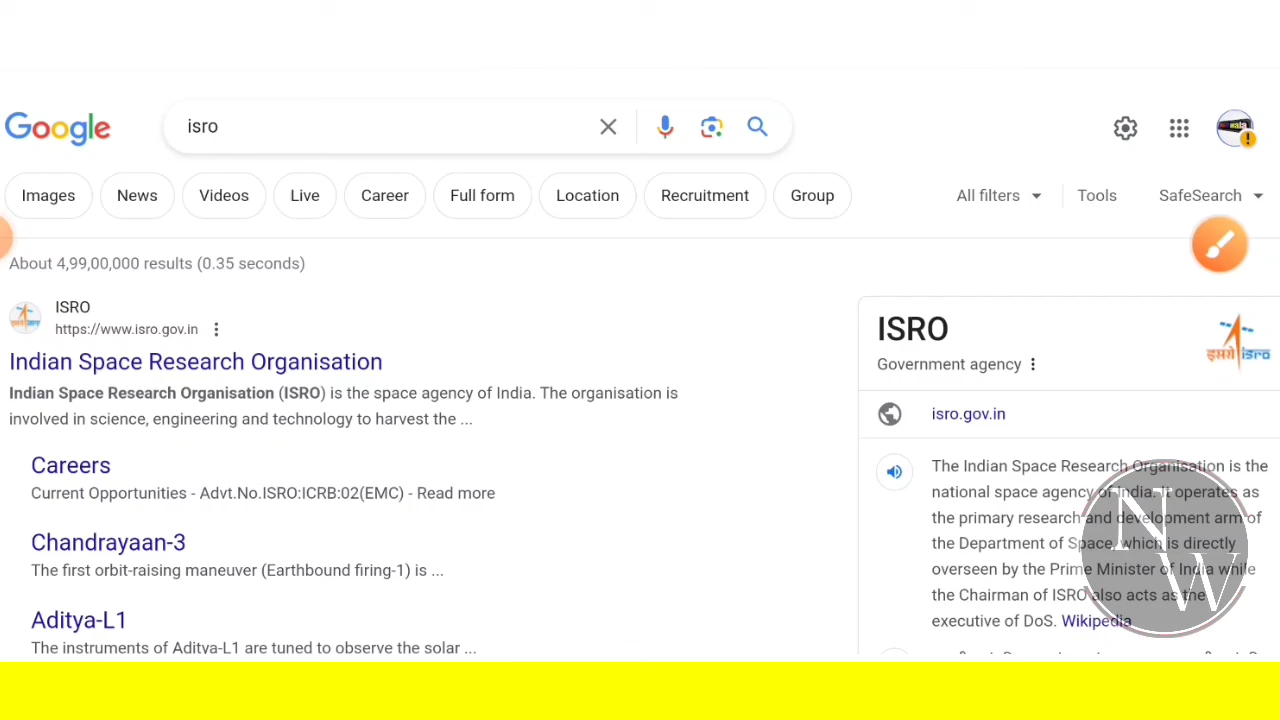 Google
isro
Images
News
Videos
Live
Career
Full form
Location
Recruitment
Group
All filters
Tools
SafeSearch
About 4,99,00,000 results (0.35 seconds)
ISRO
https://www.isro.gov.in
Indian Space Research Organisation
Indian Space Research Organisation (ISRO) is the space agency of India. The organisation is
involved in science, engineering and technology to harvest the ...
Careers
Current Opportunities - Advt.No.ISRO:ICRB:02(EMC) - Read more
Chandrayaan-3
The first orbit-raising maneuver (Earthbound firing-1) is ...
Aditya-L1
The instruments of Aditya-L1 are tuned to observe the solar ...
ISRO
Government agency
इसरो isro
isro.gov.in
The Indian Space Research Organisation is the
national space agency of India. It operates as
the primary research and development arm of
the Department of Space, which is directly
overseen by the Prime Minister of India while
the Chairman of ISRO also acts as the
executive of DoS. Wikipedia
NW